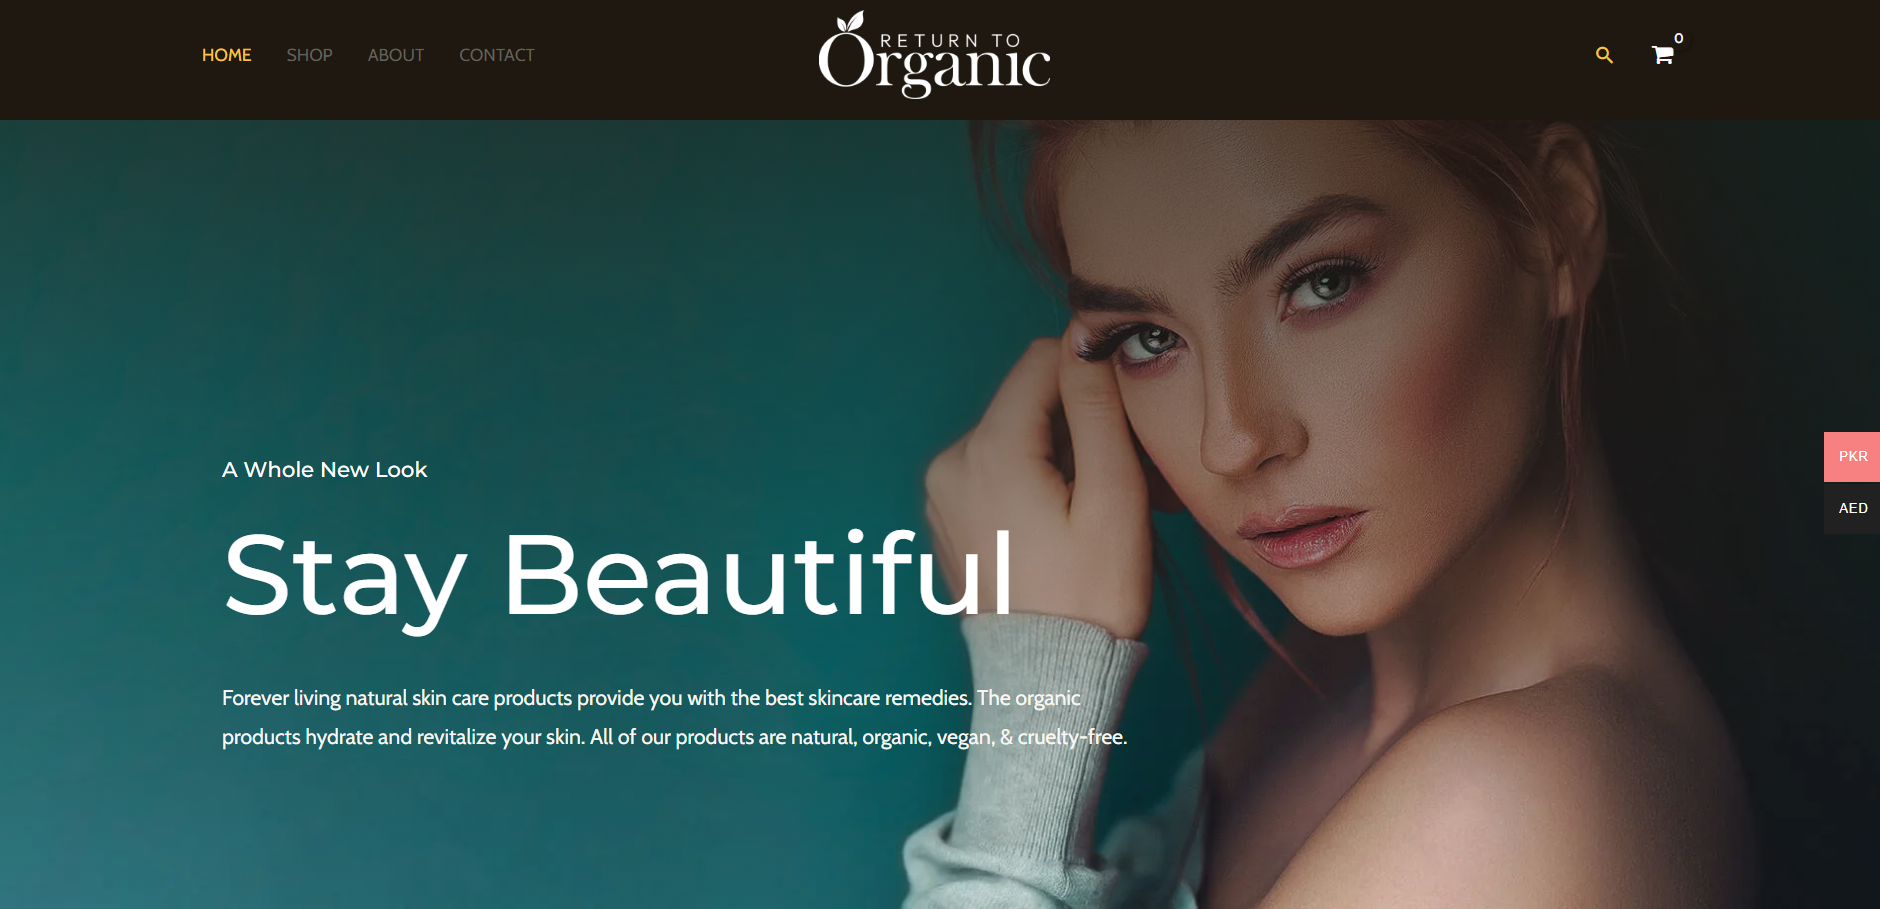 HOME SHOP ABOUT CONTACT
RETURN TO
Organic
0
A Whole New Look
Stay Beautiful
Forever living natural skin care products provide you with the best skincare remedies. The organic
products hydrate and revitalize your skin. All of our products are natural, organic, vegan, & cruelty-free.
PKR
AED